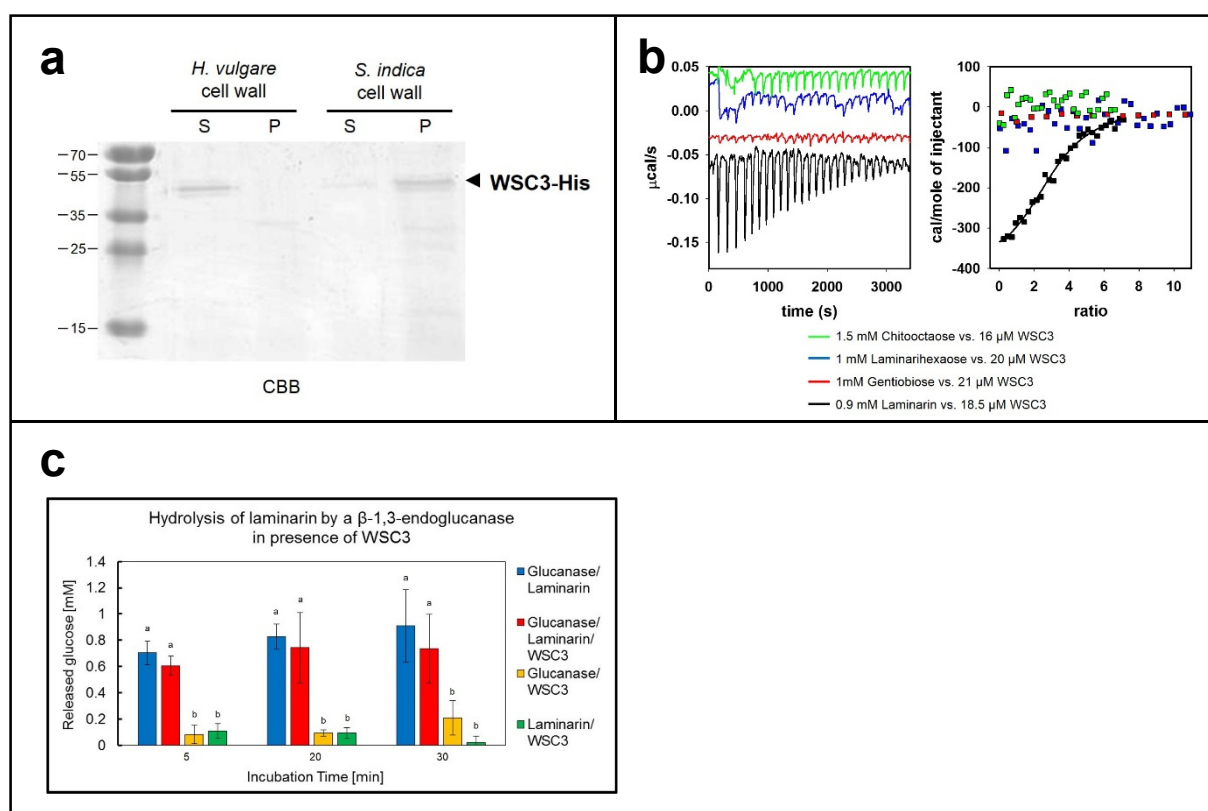 a
H. vulgare
cell wall
S. indica
cell wall
S P S P
–70–
–55–
–35–
–25–
–15–
WSC3-His
CBB
b
0.05
0.00
-0.05
-0.10
-0.15
µcal/s
0 1000 2000 3000
time (s)
100
0
-100
-200
-300
-400
cal/mole of injectant
0 2 4 6 8 10
ratio
1.5 mM Chitooctaose vs. 16 µM WSC3
1 mM Laminarihexaose vs. 20 µM WSC3
1mM Gentiobiose vs. 21 µM WSC3
0.9 mM Laminarin vs. 18.5 µM WSC3
c
Hydrolysis of laminarin by a β-1,3-endoglucanase
in presence of WSC3
Released glucose [mM]
1.4
1.2
1
0.8
0.6
0.4
0.2
0
a a b b
a a b b
a a b b
5 20 30
Incubation Time [min]
Glucanase/
Laminarin
Glucanase/
Laminarin/
WSC3
Glucanase/
WSC3
Laminarin/
WSC3